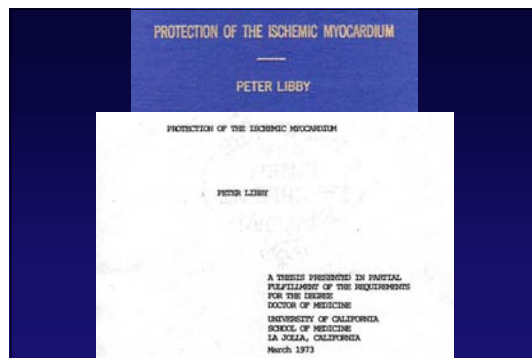 PROTECTION OF THE ISCHEMIC MYOCARDIUM
PETER LIBBY
PROTECTION OF THE ISCHEMIC MYOCARDIUM
PETER LIBBY
A THESIS PRESENTED IN PARTIAL
FULFILLMENT OF THE REQUIREMENTS
FOR THE DEGREE
DOCTOR OF MEDICINE
UNIVERSITY OF CALIFORNIA
SCHOOL OF MEDICINE
LA JOLLA, CALIFORNIA
March 1973